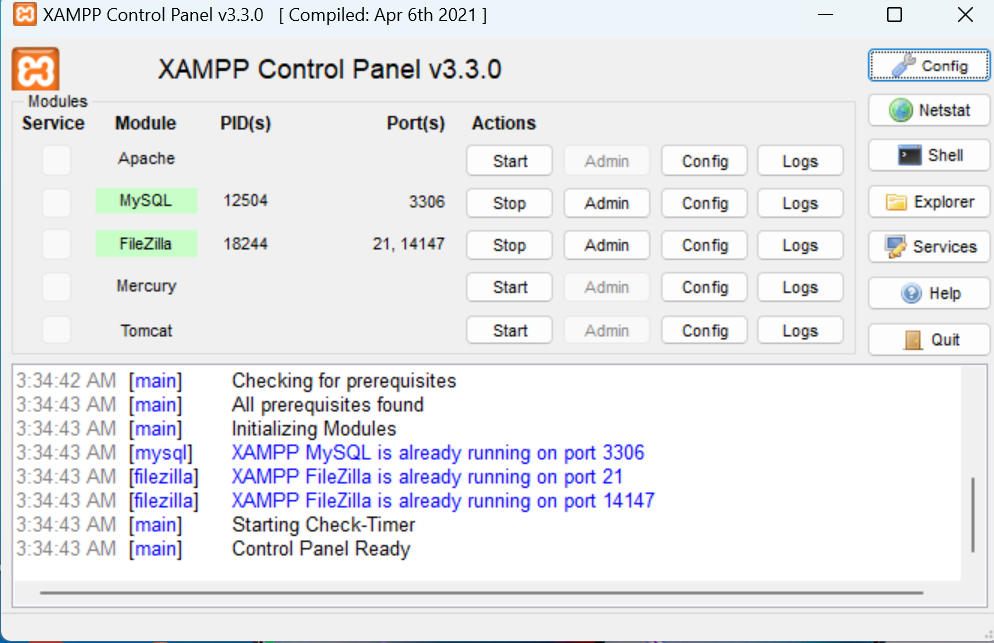 XAMPP Control Panel v3.3.0 [ Compiled: Apr 6th 2021 ]
XAMPP Control Panel v3.3.0
Config
Modules
Service Module PID(s) Port(s) Actions
Netstat
Apache Start Admin Config Logs
Shell
MySQL 12504 3306 Stop Admin Config Logs
Explorer
FileZilla 18244 21, 14147 Stop Admin Config Logs
Services
Mercury Start Admin Config Logs
Help
Tomcat Start Admin Config Logs
Quit
3:34:42 AM [main] Checking for prerequisites
3:34:43 AM [main] All prerequisites found
3:34:43 AM [main] Initializing Modules
3:34:43 AM [mysql] XAMPP MySQL is already running on port 3306
3:34:43 AM [filezilla] XAMPP FileZilla is already running on port 21
3:34:43 AM [filezilla] XAMPP FileZilla is already running on port 14147
3:34:43 AM [main] Starting Check-Timer
3:34:43 AM [main] Control Panel Ready